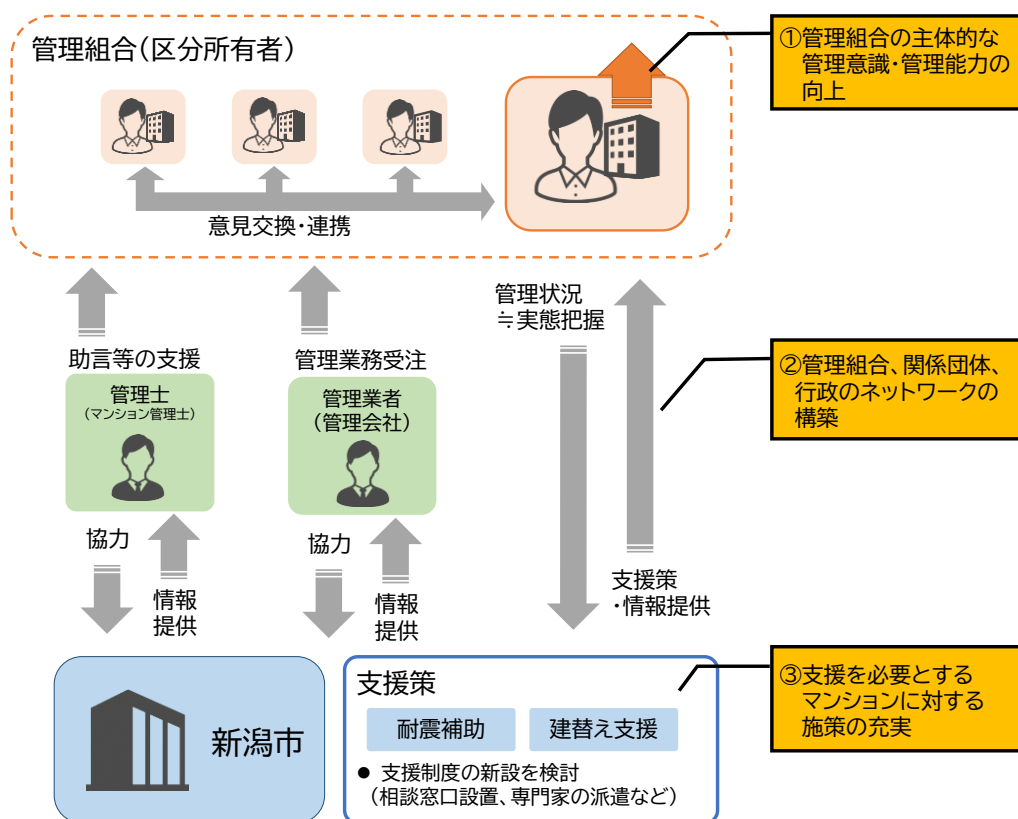 管理組合(区分所有者)
意見交換・連携
①管理組合の主体的な
管理意識・管理能力の
向上
管理状況
≒実態把握
助言等の支援
管理業務受注
管理士
(マンション管理士)
管理業者
(管理会社)
②管理組合、関係団体、
行政のネットワークの
構築
協力
情報
提供
協力
情報
提供
支援策
・情報提供
新潟市
支援策
耐震補助
建替え支援
● 支援制度の新設を検討
(相談窓口設置、専門家の派遣など)
③支援を必要とする
マンションに対する
施策の充実